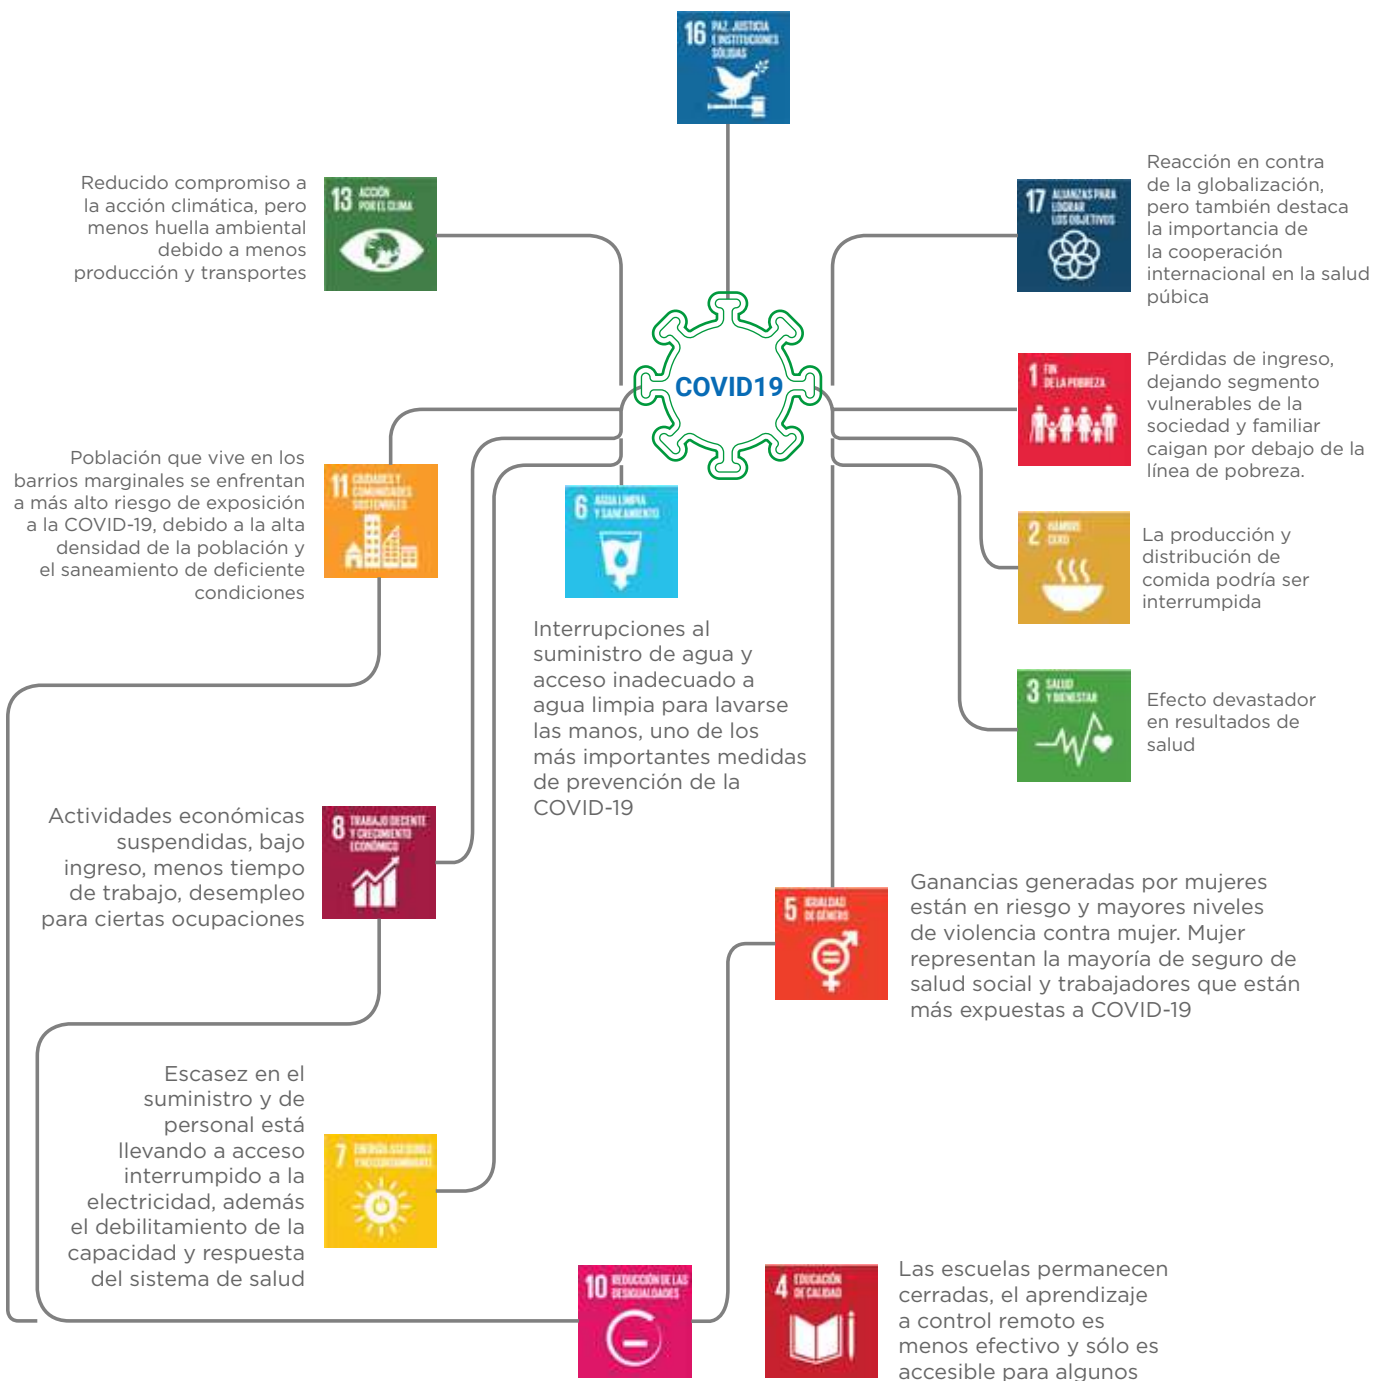 16 PAZ, JUSTICIA
E INSTITUCIONES
SÓLIDAS
Reducido compromiso a
la acción climática, pero
menos huella ambiental
debido a menos
producción y transportes
13 ACCIÓN
POR EL CLIMA
17 ALIANZAS PARA
LOGRAR
LOS OBJETIVOS
Reacción en contra
de la globalización,
pero también destaca
la importancia de
la cooperación
internacional en la salud
púbica
COVID19
1 FIN
DE LA POBREZA
Pérdidas de ingreso,
dejando segmento
vulnerables de la
sociedad y familiar
caigan por debajo de la
línea de pobreza.
Población que vive en los
barrios marginales se enfrentan
a más alto riesgo de exposición
a la COVID-19, debido a la alta
densidad de la población y
el saneamiento de deficiente
condiciones
11 CIUDADES Y
COMUNIDADES
SOSTENIBLES
6 AGUA LIMPIA
Y SANEAMIENTO
2 HAMBRE
CERO
La producción y
distribución de
comida podría ser
interrumpida
Interrupciones al
suministro de agua y
acceso inadecuado a
agua limpia para lavarse
las manos, uno de los
más importantes medidas
de prevención de la
COVID-19
3 SALUD
Y BIENESTAR
Efecto devastador
en resultados de
salud
Actividades económicas
suspendidas, bajo
ingreso, menos tiempo
de trabajo, desempleo
para ciertas ocupaciones
8 TRABAJO DECENTE
Y CRECIMIENTO
ECONÓMICO
5 IGUALDAD
DE GÉNERO
Ganancias generadas por mujeres
están en riesgo y mayores niveles
de violencia contra mujer. Mujer
representan la mayoría de seguro de
salud social y trabajadores que están
más expuestas a COVID-19
Escasez en el
suministro y de
personal está
llevando a acceso
interrumpido a la
electricidad, además
el debilitamiento de la
capacidad y respuesta
del sistema de salud
7 ENERGÍA ASEQUIBLE
Y NO CONTAMINANTE
10 REDUCCIÓN DE LAS
DESIGUALDADES
4 EDUCACIÓN
DE CALIDAD
Las escuelas permanecen
cerradas, el aprendizaje
a control remoto es
menos efectivo y sólo es
accesible para algunos